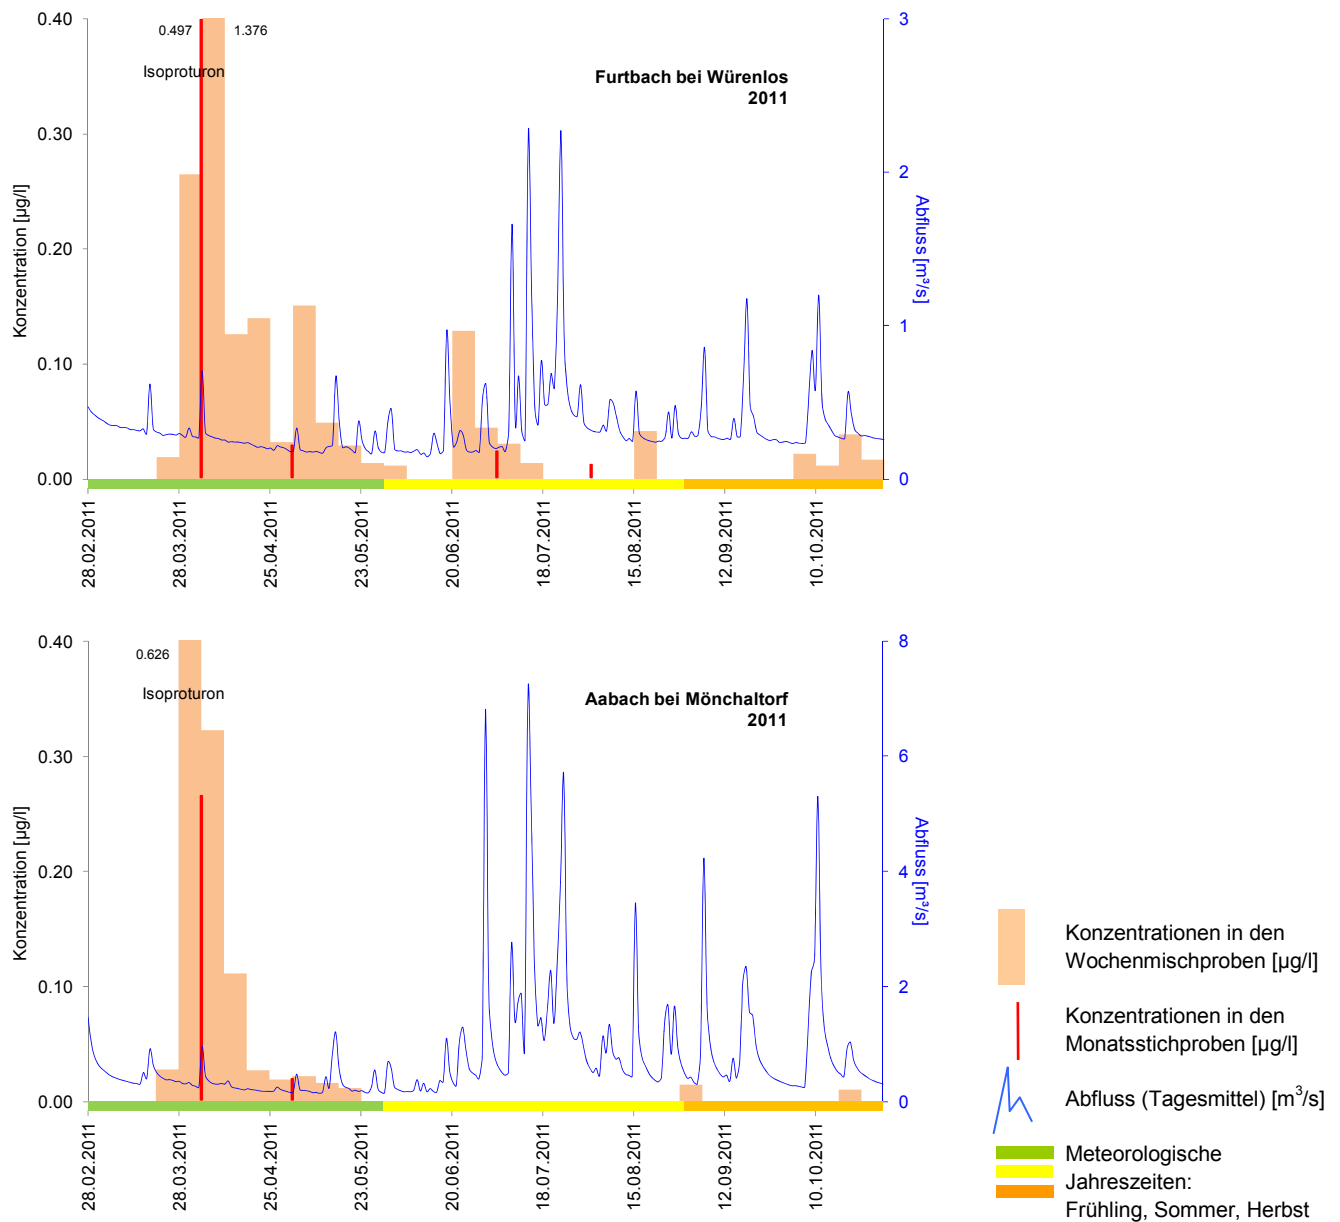 0.40
0.497
1.376
3
Isoproturon
Furtbach bei Würenlos
2011
0.30
2
Konzentration [µg/l]
0.20
Abfluss [m³/s]
1
0.10
0.00
0
28.02.2011
28.03.2011
25.04.2011
23.05.2011
20.06.2011
18.07.2011
15.08.2011
12.09.2011
10.10.2011
0.40
0.626
8
Isoproturon
Aabach bei Mönchaltorf
2011
0.30
6
Konzentration [µg/l]
0.20
4
Abfluss [m³/s]
0.10
2
0.00
0
28.02.2011
28.03.2011
25.04.2011
23.05.2011
20.06.2011
18.07.2011
15.08.2011
12.09.2011
10.10.2011
Konzentrationen in den
Wochenmischproben [µg/l]
Konzentrationen in den
Monatsstichproben [µg/l]
Abfluss (Tagesmittel) [m³/s]
Meteorologische
Jahreszeiten:
Frühling, Sommer, Herbst